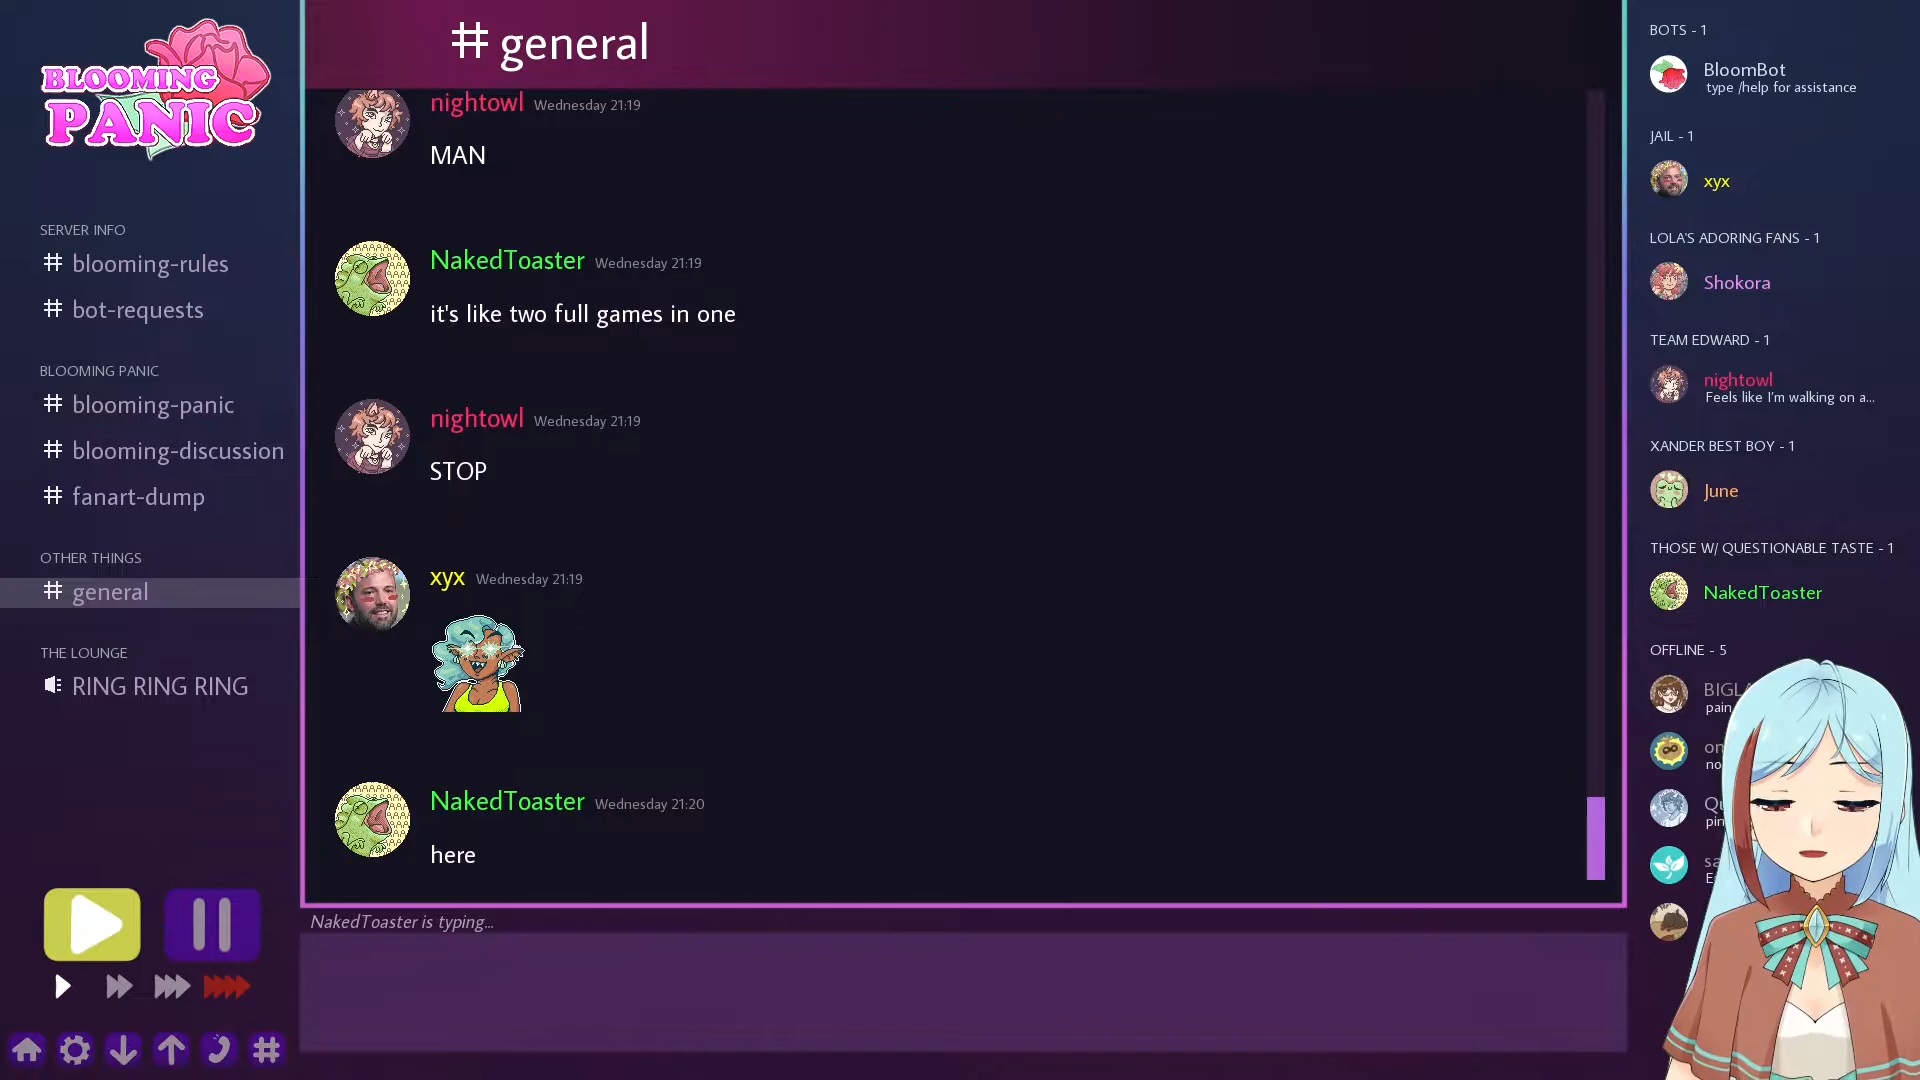 BLOOMING
PANIC
SERVER INFO
# blooming-rules
# bot-requests
BLOOMING PANIC
# blooming-panic
# blooming-discussion
# fanart-dump
OTHER THINGS
# general
THE LOUNGE
RING RING RING
# general
nightowl Wednesday 21:19
MAN
NakedToaster Wednesday 21:19
it's like two full games in one
nightowl Wednesday 21:19
STOP
xyx Wednesday 21:19
NakedToaster Wednesday 21:20
here
NakedToaster is typing...
BOTS - 1
BloomBot
type /help for assistance
JAIL - 1
xyx
LOLA'S ADORING FANS - 1
Shokora
TEAM EDWARD - 1
nightowl
Feels like I'm walking on a...
XANDER BEST BOY - 1
June
THOSE W/ QUESTIONABLE TASTE - 1
NakedToaster
OFFLINE - 5
pain